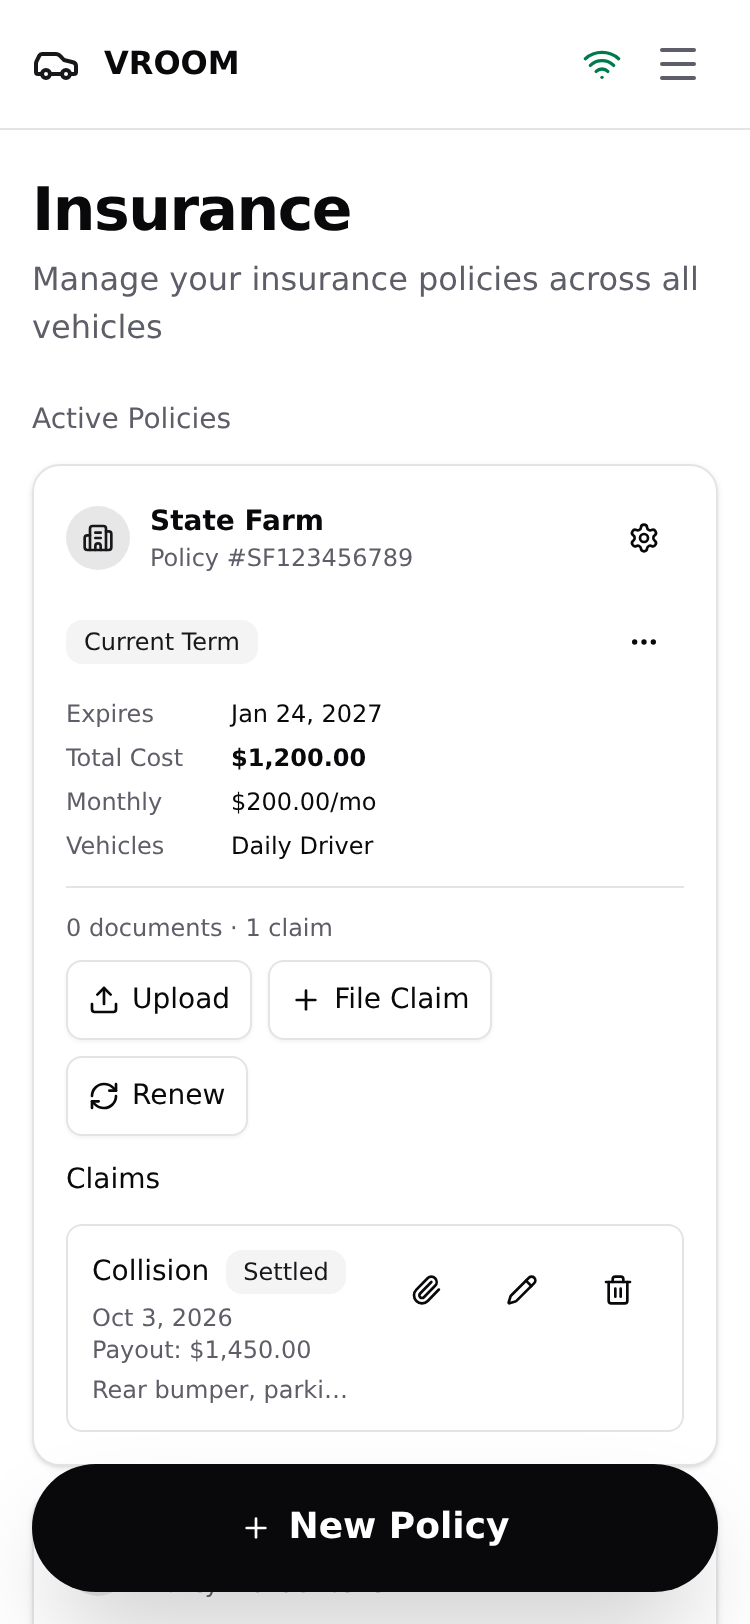 VROOM
Insurance
Manage your insurance policies across all
vehicles
Active Policies
State Farm
Policy #SF123456789
Current Term
Expires Jan 24, 2027
Total Cost $1,200.00
Monthly $200.00/mo
Vehicles Daily Driver
0 documents · 1 claim
Upload
File Claim
Renew
Claims
Collision Settled
Oct 3, 2026
Payout: $1,450.00
Rear bumper, parki...
New Policy